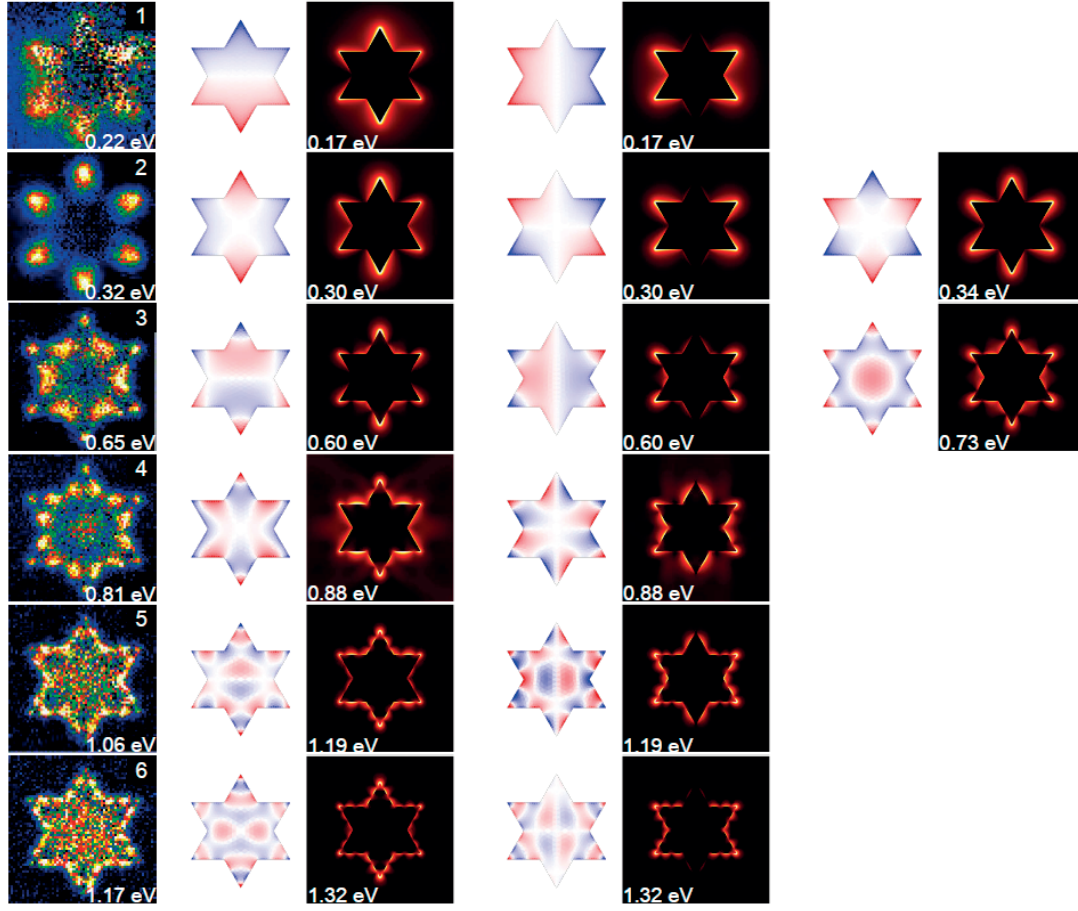 1
0.22 eV
0.17 eV
0.17 eV
2
0.32 eV
0.30 eV
0.30 eV
0.34 eV
3
0.65 eV
0.60 eV
0.60 eV
0.73 eV
4
0.81 eV
0.88 eV
0.88 eV
5
1.06 eV
1.19 eV
1.19 eV
6
1.17 eV
1.32 eV
1.32 eV